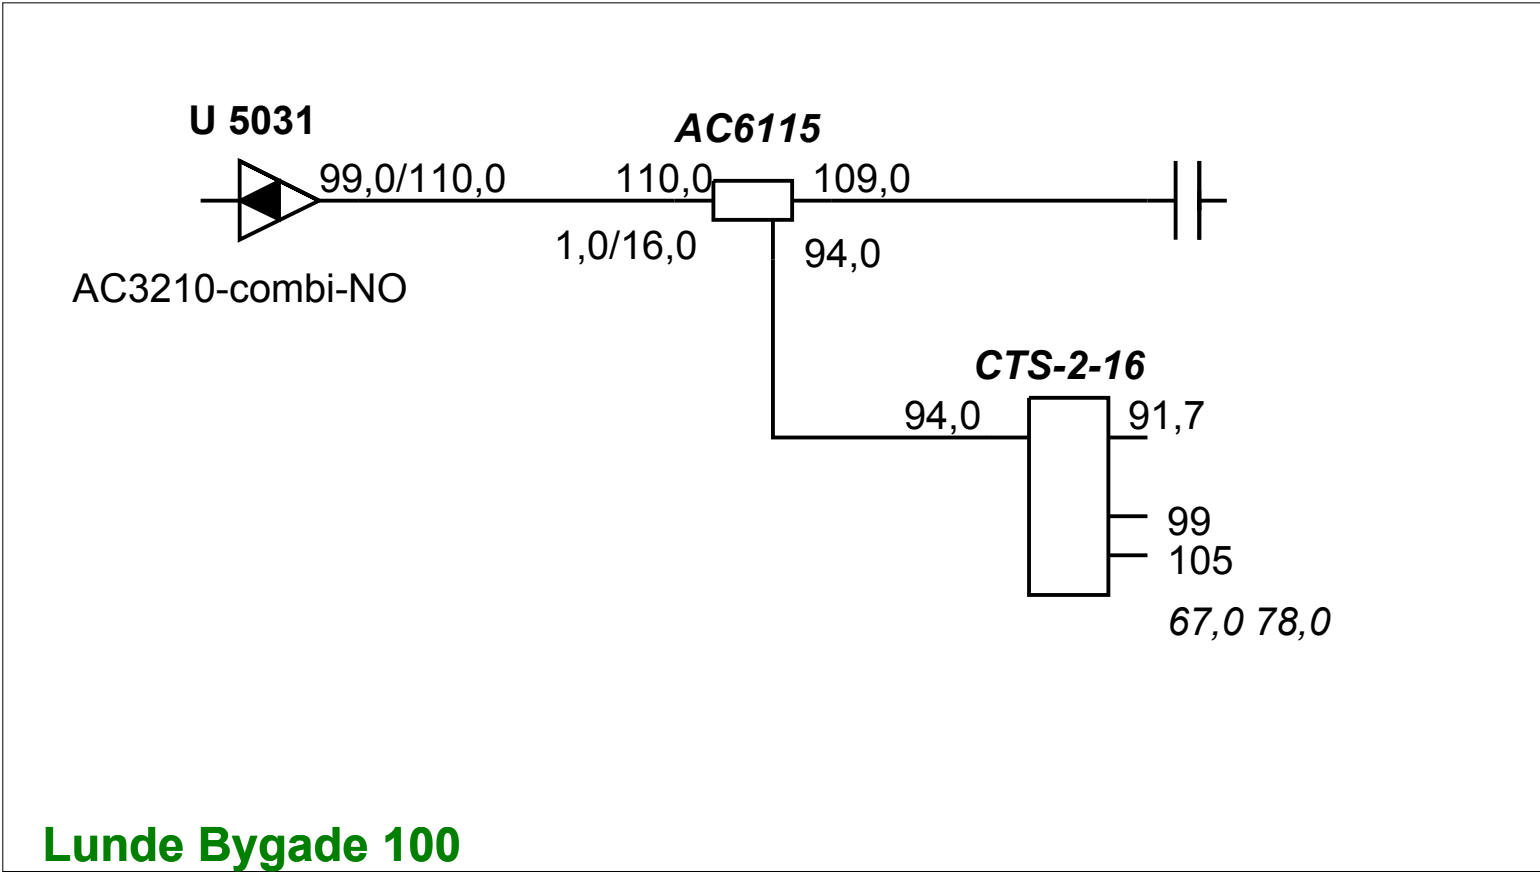 U 5031
AC6115
99,0/110,0
110,0
109,0
1,0/16,0
94,0
AC3210-combi-NO
CTS-2-16
94,0
91,7
99
105
67,0 78,0
Lunde Bygade 100